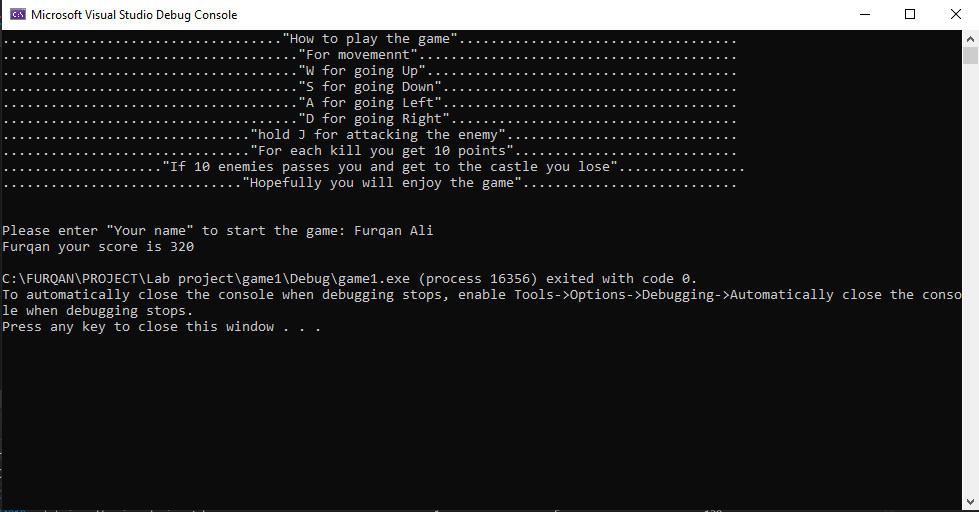 Microsoft Visual Studio Debug Console
..................................."How to play the game"...................................
....................................."For movemennt"........................................
....................................."W for going Up".......................................
....................................."S for going Down".....................................
....................................."A for going Left".....................................
....................................."D for going Right"....................................
..............................."hold J for attacking the enemy".............................
..............................."For each kill you get 10 points"............................
...................."If 10 enemies passes you and get to the castle you lose"................
.............................."Hopefully you will enjoy the game"...........................
Please enter "Your name" to start the game: Furqan Ali
Furqan your score is 320
C:\FURQAN\PROJECT\Lab project\game1\Debug\game1.exe (process 16356) exited with code 0.
To automatically close the console when debugging stops, enable Tools->Options->Debugging->Automatically close the conso
le when debugging stops.
Press any key to close this window . . .